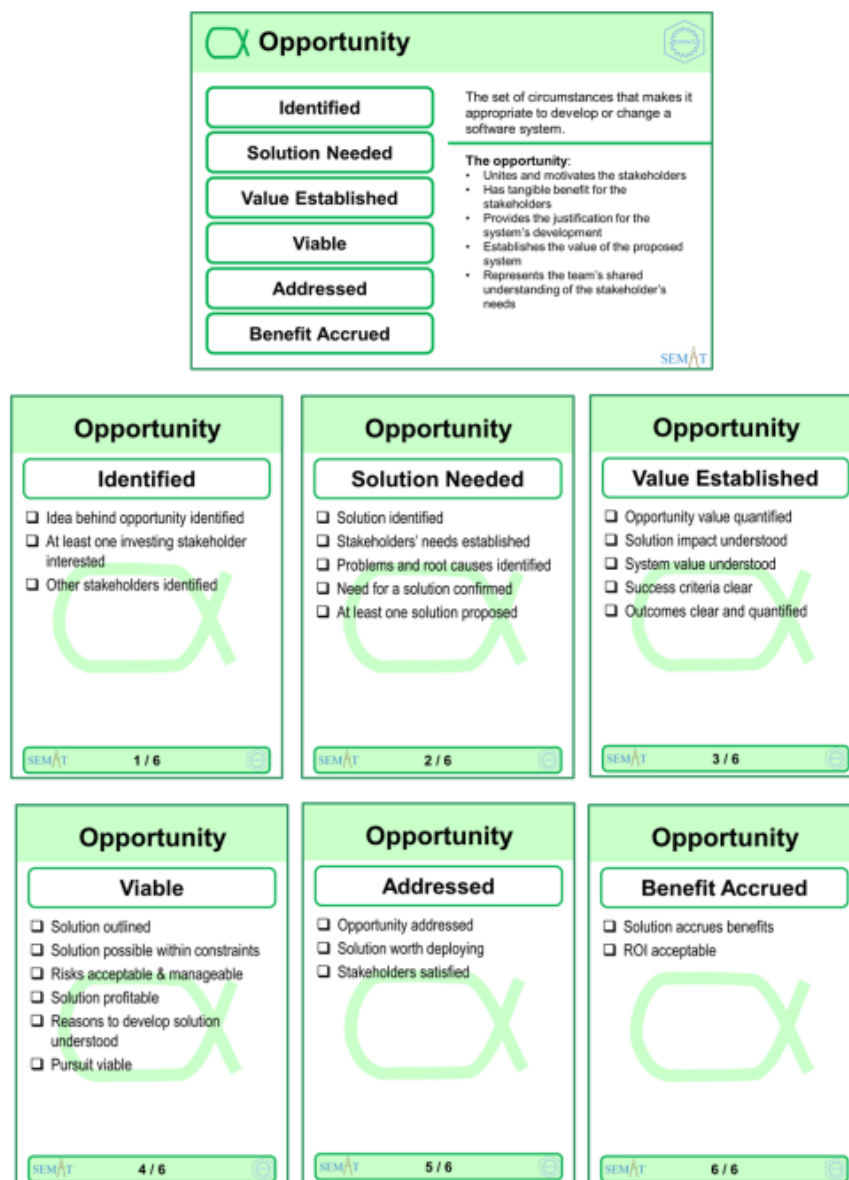 Opportunity
Identified
Solution Needed
Value Established
Viable
Addressed
Benefit Accrued
The set of circumstances that makes it
appropriate to develop or change a
software system.
The opportunity:
• Unites and motivates the stakeholders
• Has tangible benefit for the
stakeholders
• Provides the justification for the
system's development
• Establishes the value of the proposed
system
• Represents the team's shared
understanding of the stakeholder's
needs
SEMAT
Opportunity
Identified
❑ Idea behind opportunity identified
❑ At least one investing stakeholder
interested
❑ Other stakeholders identified
SEMAT 1 / 6
Opportunity
Solution Needed
❑ Solution identified
❑ Stakeholders' needs established
❑ Problems and root causes identified
❑ Need for a solution confirmed
❑ At least one solution proposed
SEMAT 2 / 6
Opportunity
Value Established
❑ Opportunity value quantified
❑ Solution impact understood
❑ System value understood
❑ Success criteria clear
❑ Outcomes clear and quantified
SEMAT 3 / 6
Opportunity
Viable
❑ Solution outlined
❑ Solution possible within constraints
❑ Risks acceptable & manageable
❑ Solution profitable
❑ Reasons to develop solution
understood
❑ Pursuit viable
SEMAT 4 / 6
Opportunity
Addressed
❑ Opportunity addressed
❑ Solution worth deploying
❑ Stakeholders satisfied
SEMAT 5 / 6
Opportunity
Benefit Accrued
❑ Solution accrues benefits
❑ ROI acceptable
SEMAT 6 / 6